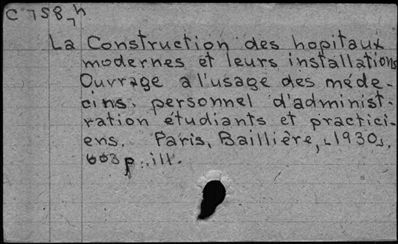 C 758,h
La Construction des hopitaux
modernes et leurs installations
Ouvrage a l'usage des méde-
cins, personnel d'administ-
ration étudiants et practici-
ens. Paris, Baillière, 1930.
663 p. ill.